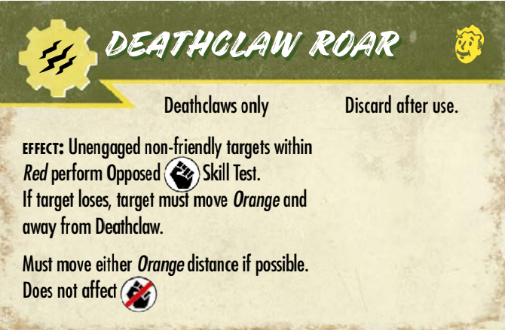 DEATHCLAW ROAR
Deathclaws only Discard after use.
EFFECT: Unengaged non-friendly targets within
Red perform Opposed Skill Test.
If target loses, target must move Orange and
away from Deathclaw.
Must move either Orange distance if possible.
Does not affect